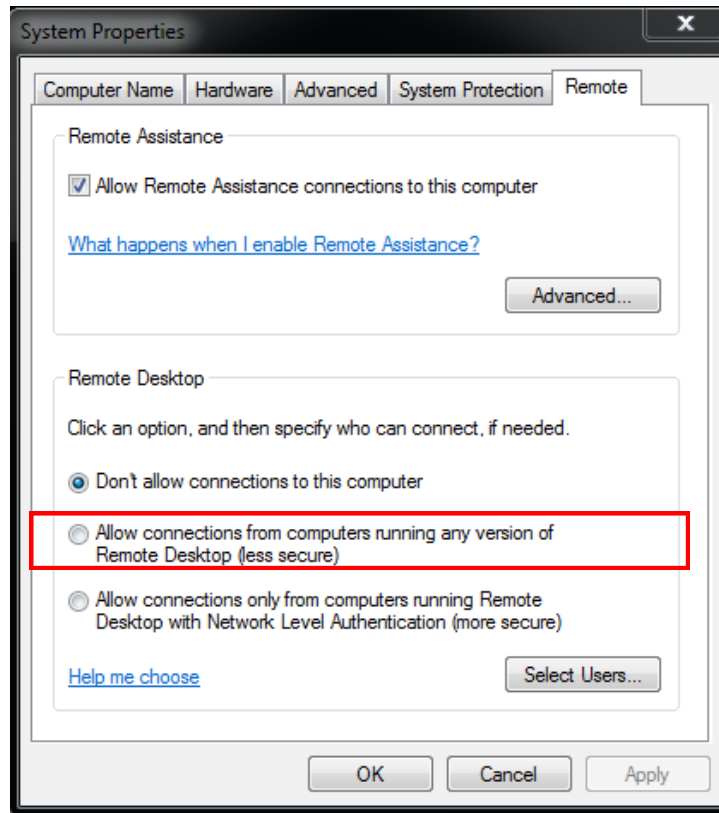 System Properties
Computer Name
Hardware
Advanced
System Protection
Remote
Remote Assistance
Allow Remote Assistance connections to this computer
What happens when I enable Remote Assistance?
Advanced...
Remote Desktop
Click an option, and then specify who can connect, if needed.
Don't allow connections to this computer
Allow connections from computers running any version of
Remote Desktop (less secure)
Allow connections only from computers running Remote
Desktop with Network Level Authentication (more secure)
Help me choose
Select Users...
OK
Cancel
Apply